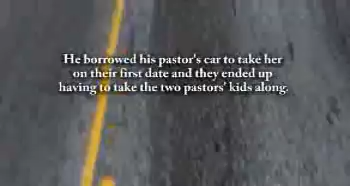 He borrowed his pastor's car to take her
on their first date and they ended up
having to take the two pastors' kids along.